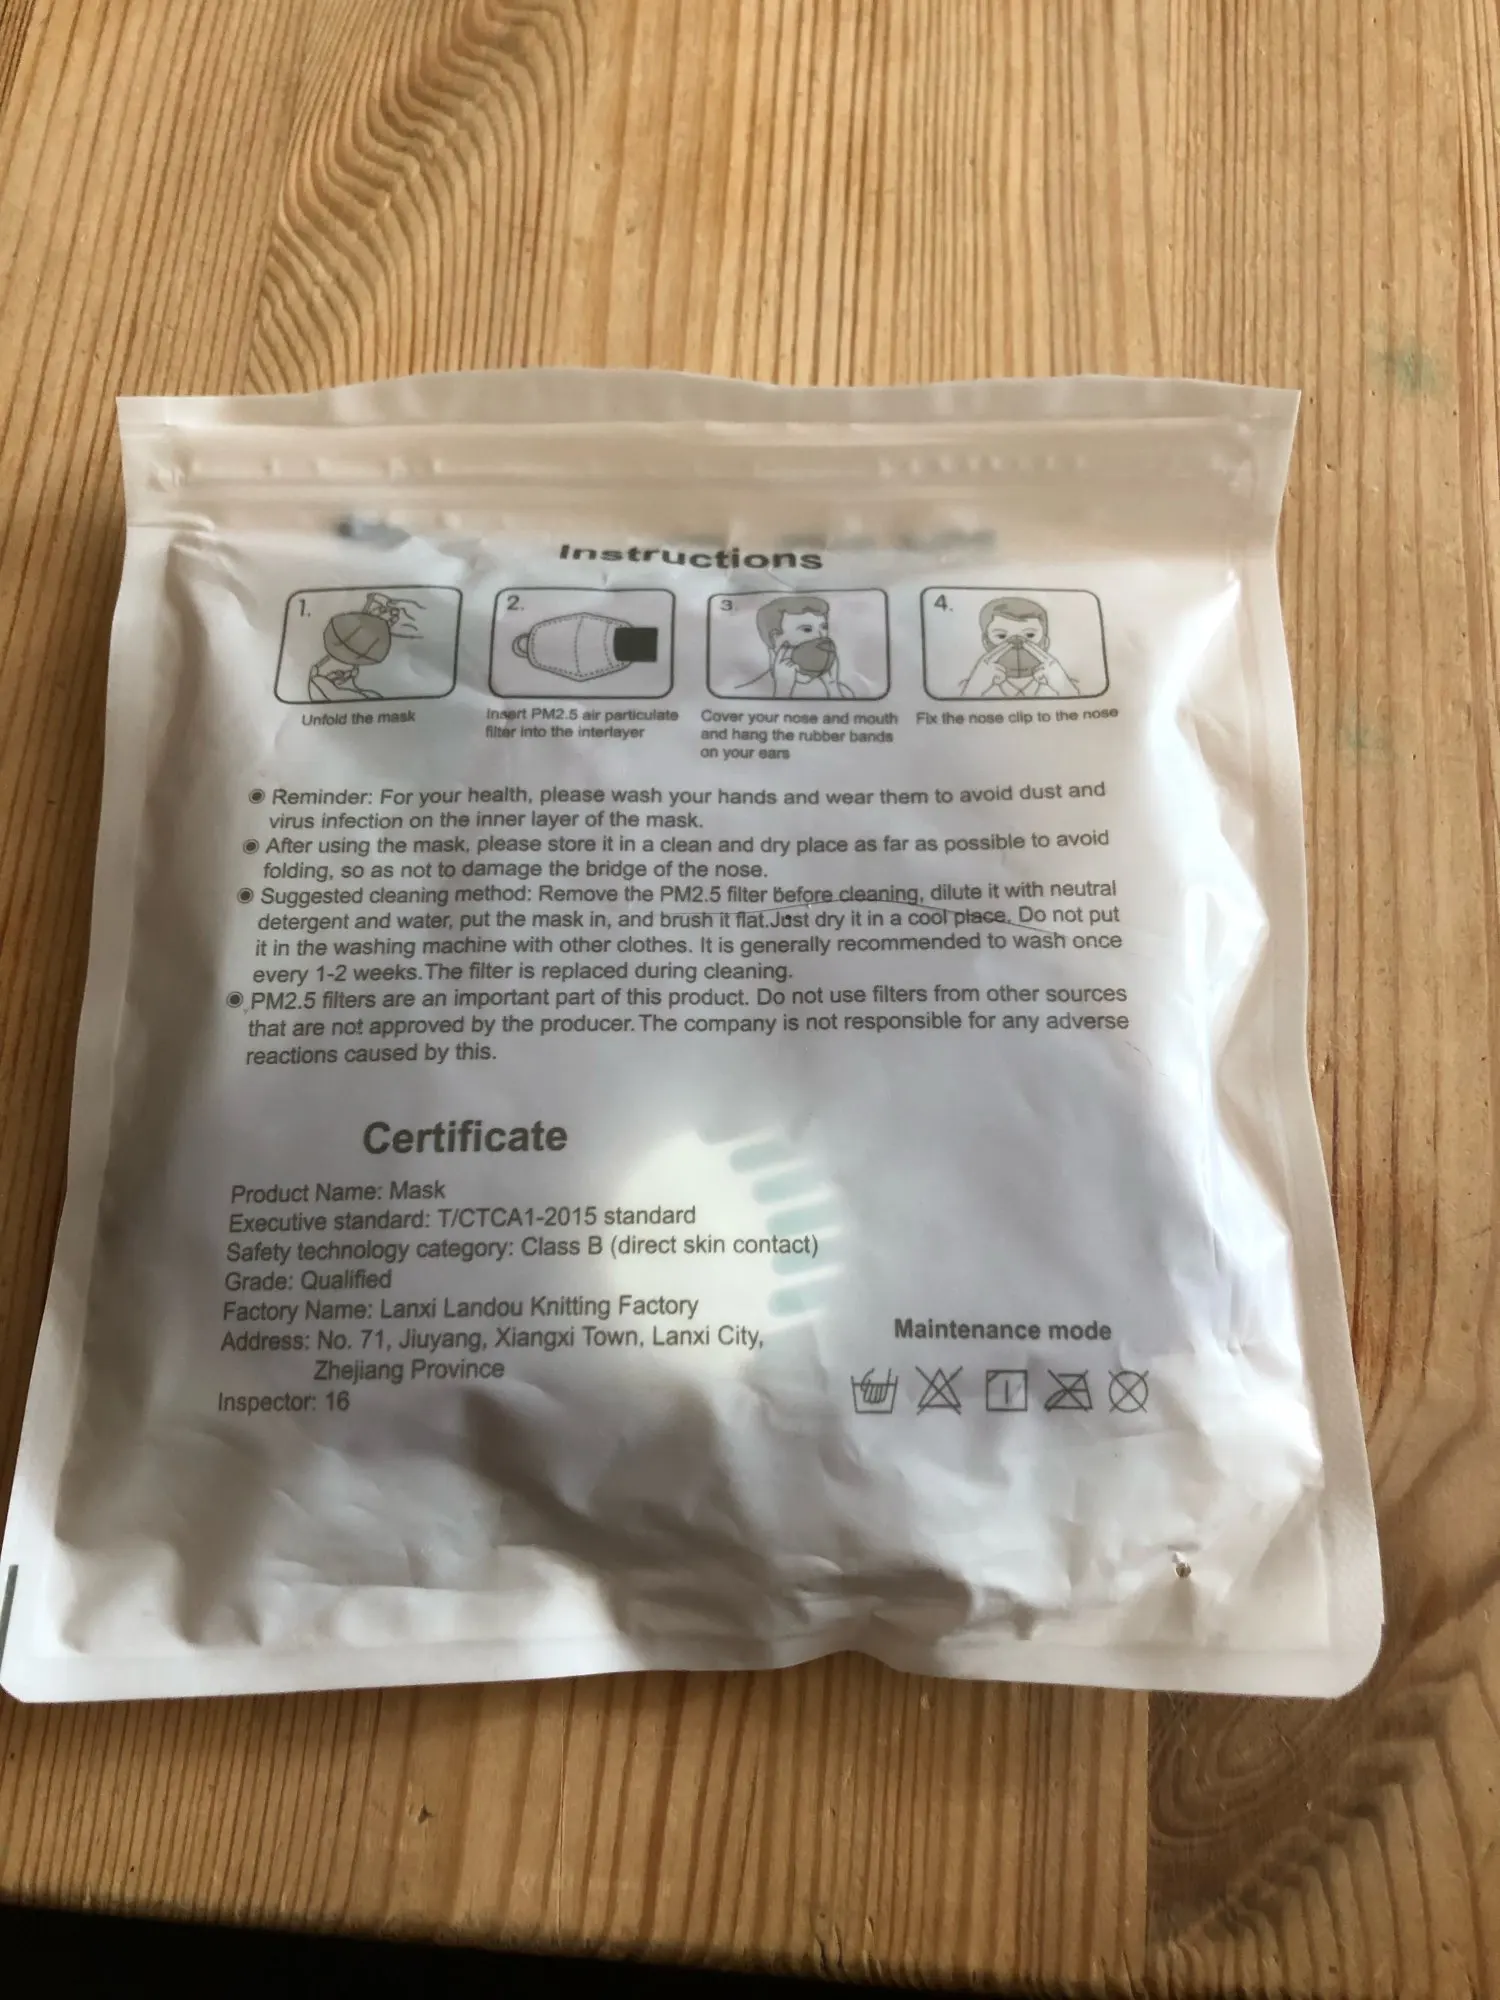 Instructions
1.
2.
3.
4.
Unfold the mask
Insert PM2.5 air particulate
filter into the interlayer
Cover your nose and mouth
and hang the rubber bands
on your ears
Fix the nose clip to the nose
Reminder: For your health, please wash your hands and wear them to avoid dust and
virus infection on the inner layer of the mask.
After using the mask, please store it in a clean and dry place as far as possible to avoid
folding, so as not to damage the bridge of the nose.
Suggested cleaning method: Remove the PM2.5 filter before cleaning, dilute it with neutral
detergent and water, put the mask in, and brush it flat.Just dry it in a cool place. Do not put
it in the washing machine with other clothes. It is generally recommended to wash once
every 1-2 weeks.The filter is replaced during cleaning.
PM2.5 filters are an important part of this product. Do not use filters from other sources
that are not approved by the producer.The company is not responsible for any adverse
reactions caused by this.
Certificate
Product Name: Mask
Executive standard: T/CTCA1-2015 standard
Safety technology category: Class B (direct skin contact)
Grade: Qualified
Factory Name: Lanxi Landou Knitting Factory
Address: No. 71, Jiuyang, Xiangxi Town, Lanxi City,
Zhejiang Province
Inspector: 16
Maintenance mode